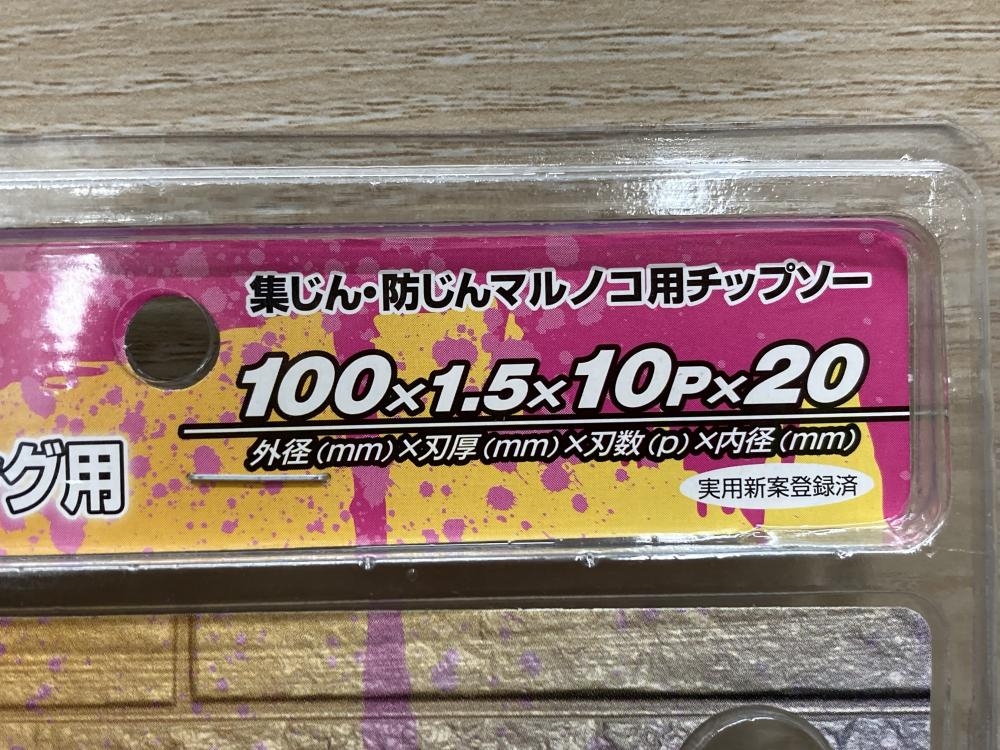 集じん・防じんマルノコ用チップソー
100×1.5×10P×20
外径(mm)×刃厚(mm)×刃数(p)×内径(mm)
グ用
実用新案登録済